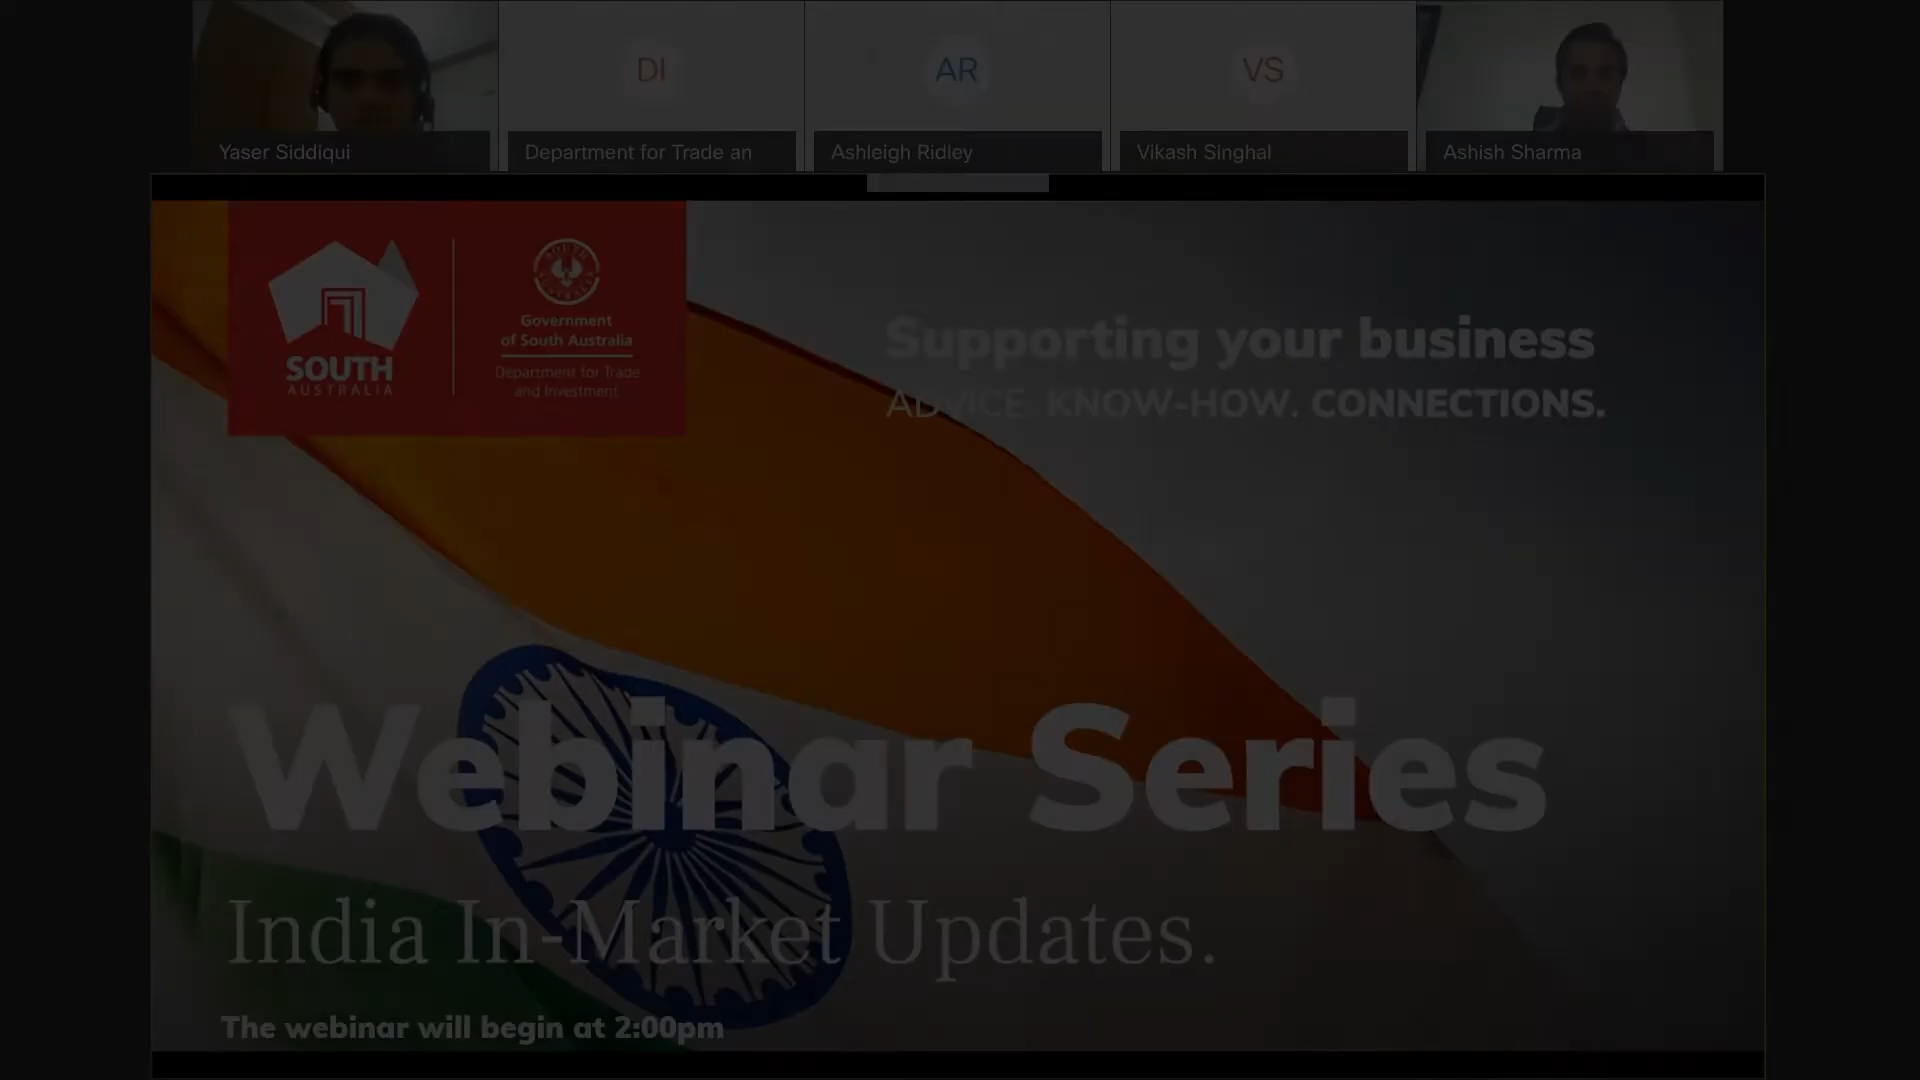 DI
AR
VS
Yaser Siddiqui
Department for Trade an
Ashleigh Ridley
Vikash Singhal
Ashish Sharma
SOUTH
AUSTRALIA
SOUTH
AUSTRALIA
Government
of South Australia
Department for Trade
and Investment
Supporting your business
ADVICE. KNOW-HOW. CONNECTIONS.
Webinar Series
India In-Market Updates.
The webinar will begin at 2:00pm